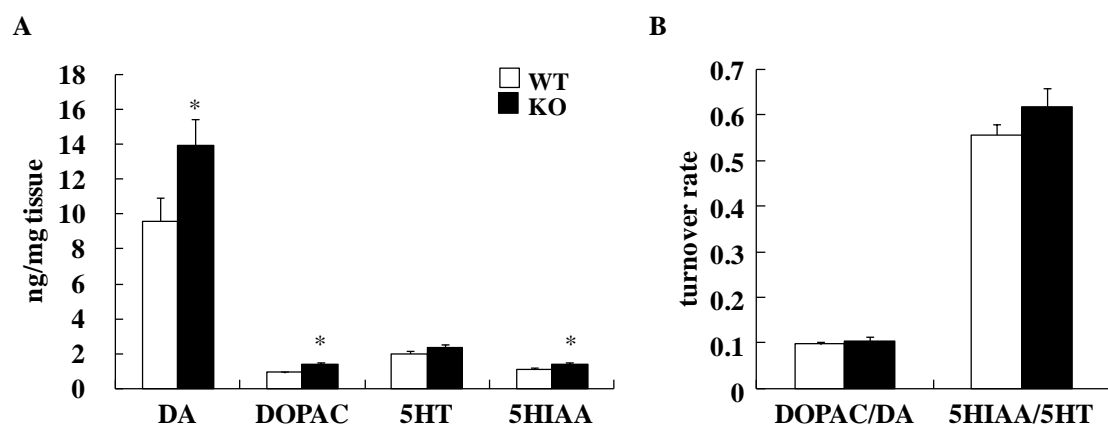 A
18
16
14
12
10
8
6
4
2
0
ng/mg tissue
WT
KO
*
*
*
DA DOPAC 5HT 5HIAA
B
0.7
0.6
0.5
0.4
0.3
0.2
0.1
0
turnover rate
DOPAC/DA 5HIAA/5HT